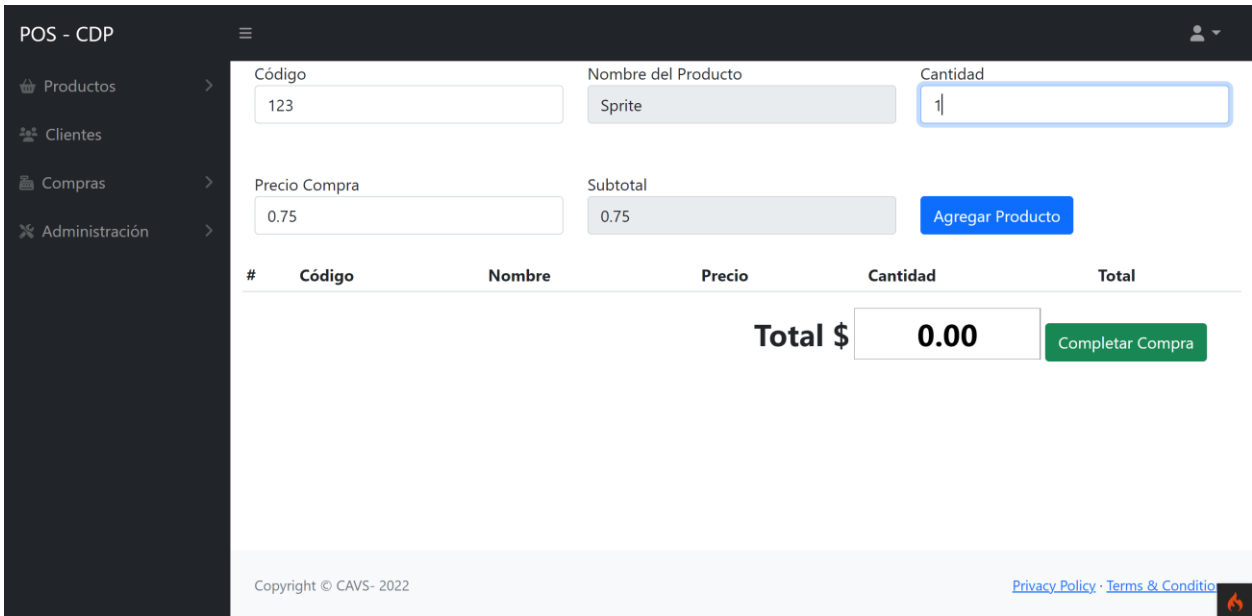 POS - CDP
Productos
Clientes
Compras
Administración
Código Nombre del Producto Cantidad
123 Sprite 1
Precio Compra Subtotal
0.75 0.75 Agregar Producto
# Código Nombre Precio Cantidad Total
Total $ 0.00 Completar Compra
Copyright © CAVS- 2022 Privacy Policy · Terms & Conditio